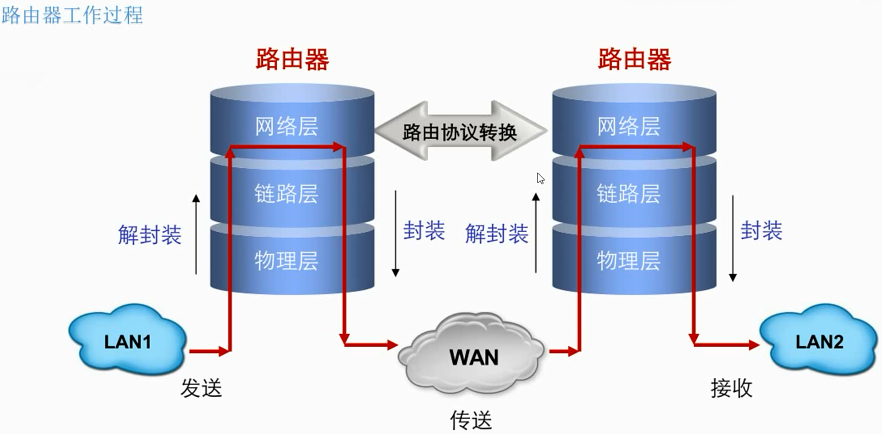 路由器工作过程
路由器
路由器
网络层
路由协议转换
网络层
链路层
链路层
解封装
封装
解封装
封装
物理层
物理层
LAN1
WAN
LAN2
发送
接收
传送